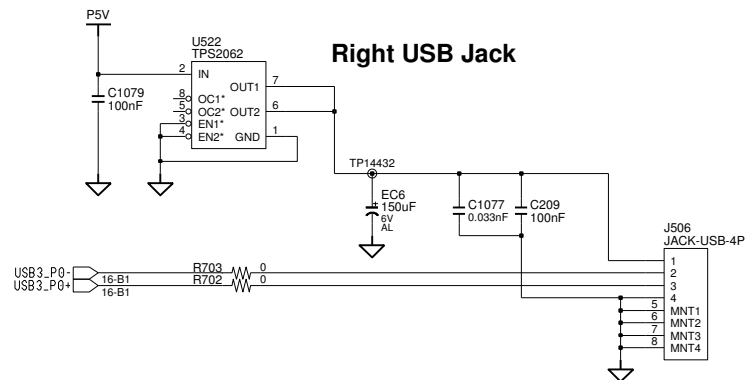 P5V
U522
TPS2062
Right USB Jack
2 IN
OUT1 7
8 OC1*
5 OC2*
OUT2 6
3 EN1*
4 EN2*
GND 1
C1079
100nF
TP14432
EC6
150uF
6V
AL
C1077
0.033nF
C209
100nF
J506
JACK-USB-4P
1
2
3
4
5 MNT1
6 MNT2
7 MNT3
8 MNT4
USB3_P0- 16-B1 R703 0
USB3_P0+ 16-B1 R702 0